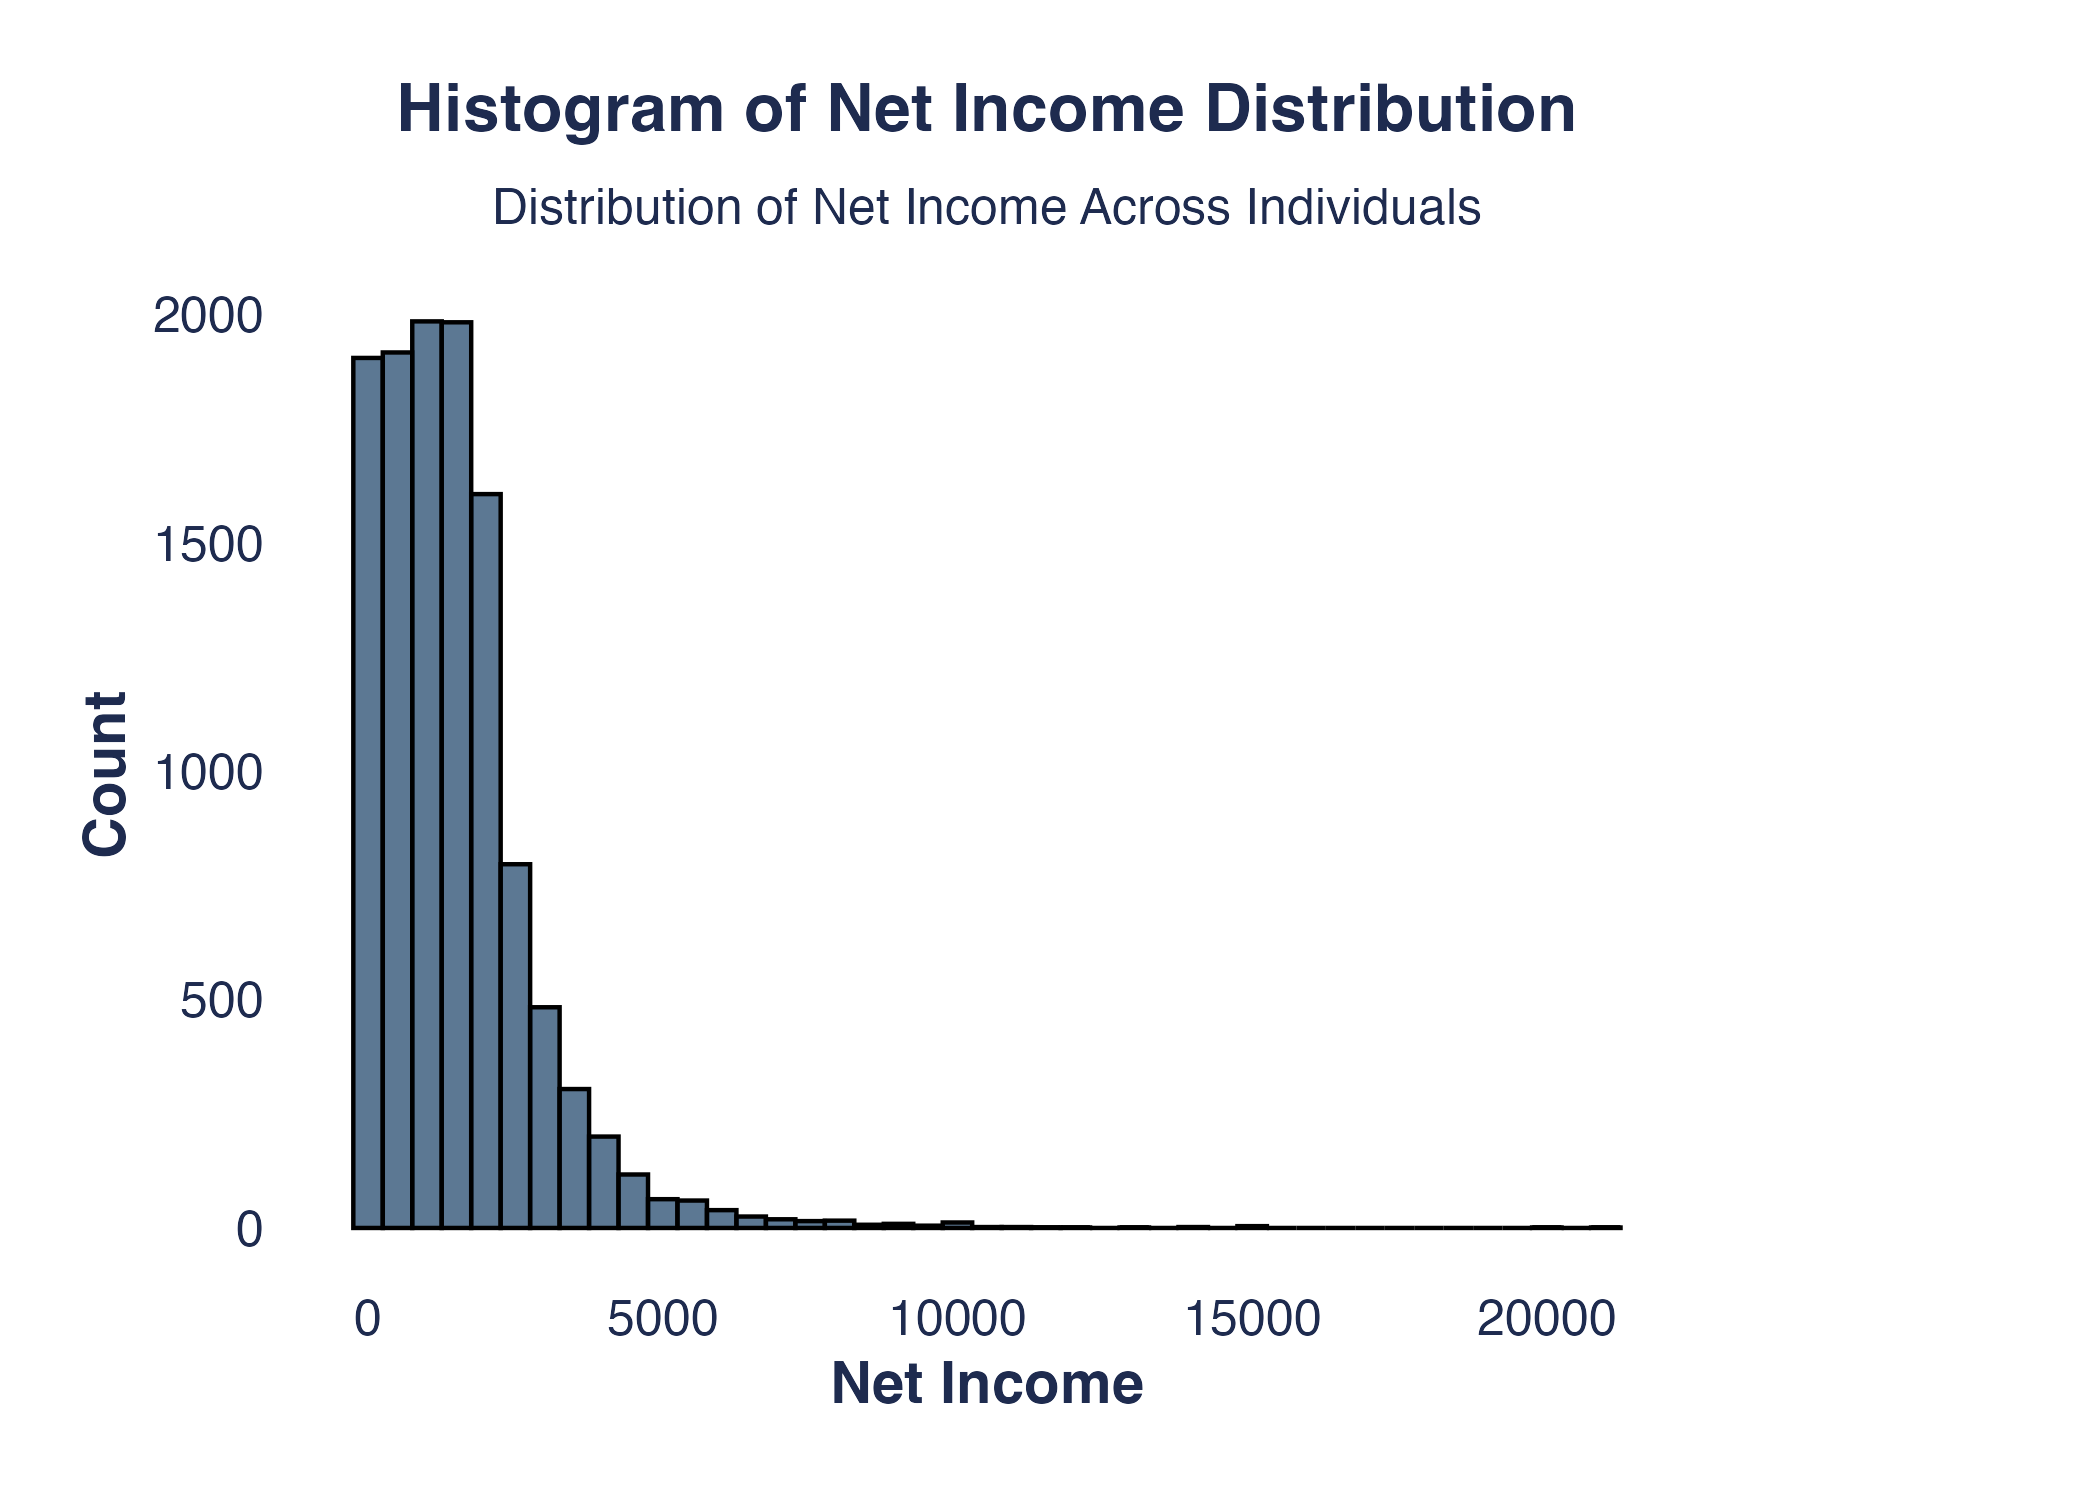 Histogram of Net Income Distribution
Distribution of Net Income Across Individuals
2000
1500
1000
500
0
Count
0 5000 10000 15000 20000
Net Income